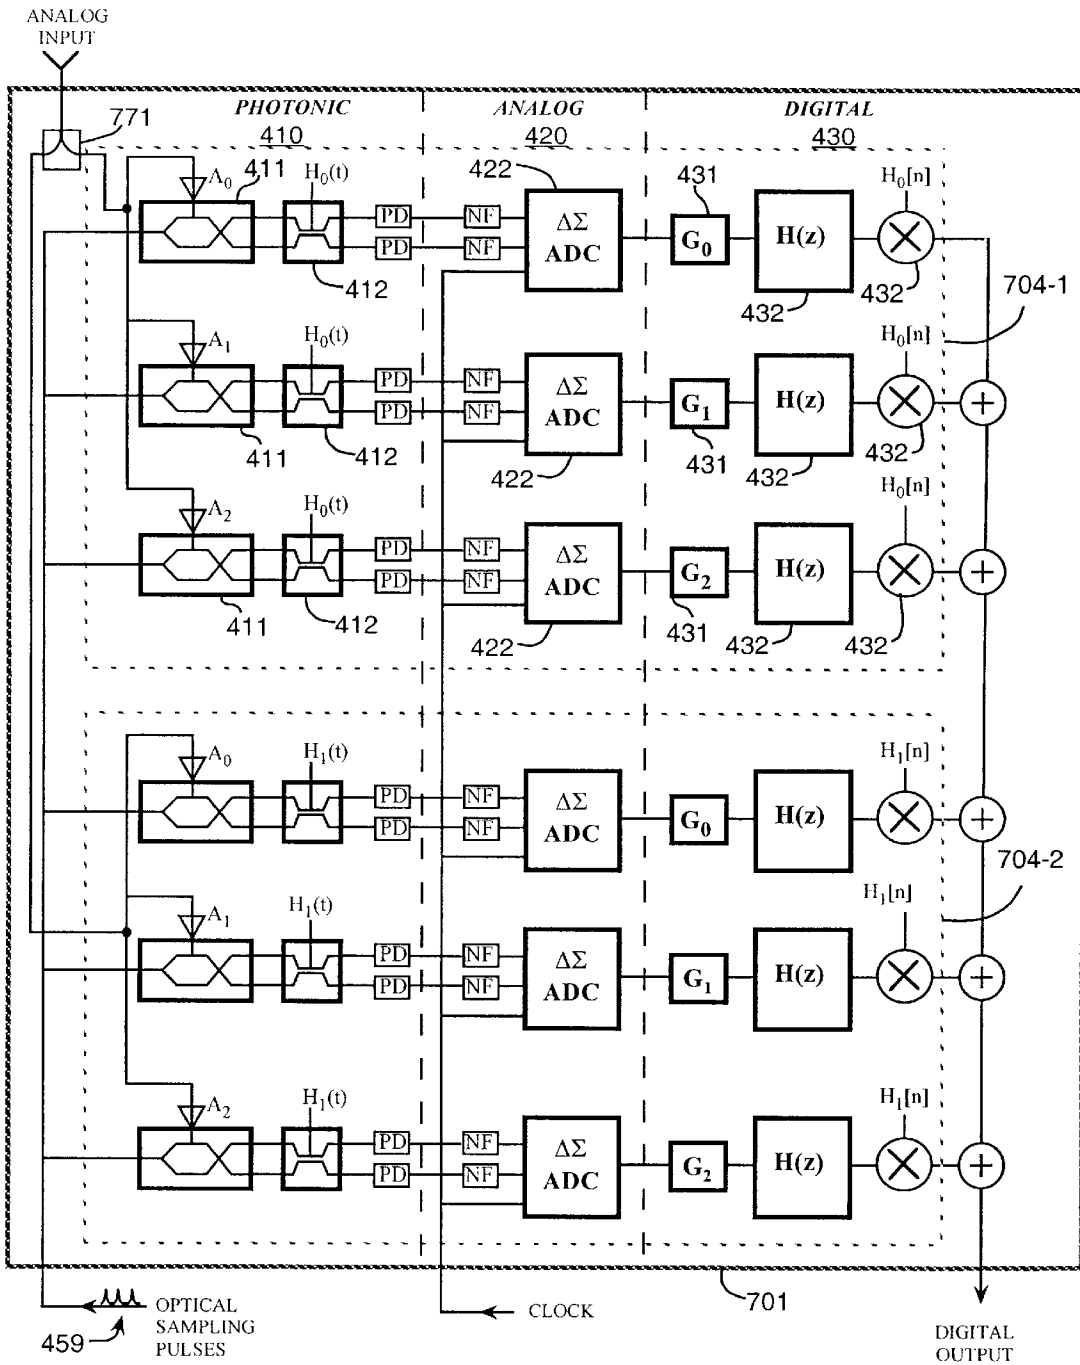 ANALOG
INPUT
771
PHOTONIC
410
ANALOG
420
DIGITAL
430
A0
411
H0(t)
PD
NF
PD
NF
412
422
ΔΣ
ADC
431
G0
H(z)
432
H0[n]
432
704-1
A1
411
H0(t)
PD
NF
PD
NF
412
ΔΣ
ADC
422
G1
431
H(z)
432
H0[n]
432
+
A2
411
H0(t)
PD
NF
PD
NF
412
ΔΣ
ADC
422
G2
431
H(z)
432
H0[n]
432
+
A0
H1(t)
PD
NF
PD
NF
ΔΣ
ADC
G0
H(z)
H1[n]
+
704-2
A1
H1(t)
PD
NF
PD
NF
ΔΣ
ADC
G1
H(z)
H1[n]
+
A2
H1(t)
PD
NF
PD
NF
ΔΣ
ADC
G2
H(z)
H1[n]
+
459
OPTICAL
SAMPLING
PULSES
CLOCK
701
DIGITAL
OUTPUT